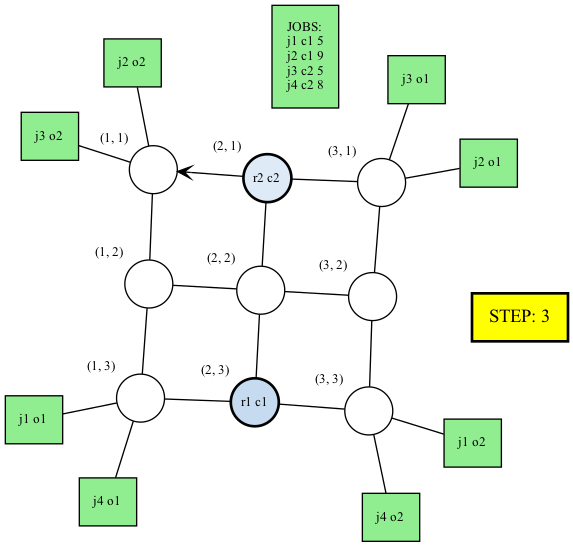 JOBS:
j1 c1 5
j2 c1 9
j3 c2 5
j4 c2 8
j2 o2
j3 o1
j3 o2
(1, 1)
(2, 1)
(3, 1)
j2 o1
r2 c2
(1, 2)
(2, 2)
(3, 2)
STEP: 3
(1, 3)
(2, 3)
(3, 3)
r1 c1
j1 o1
j1 o2
j4 o1
j4 o2